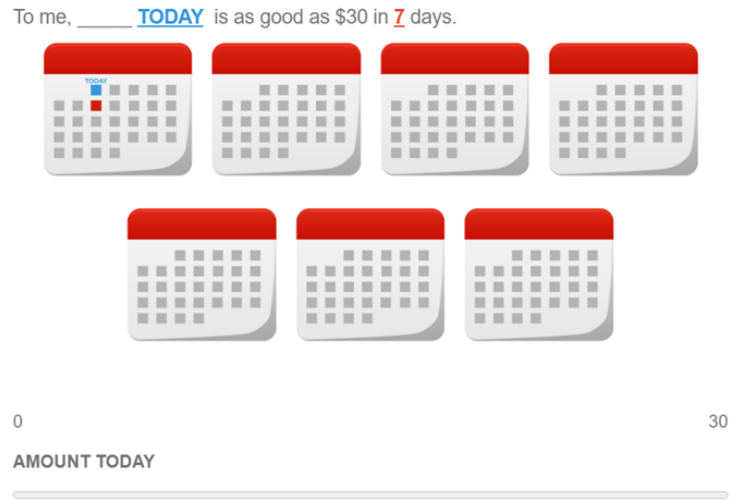 To me, _____ TODAY is as good as $30 in 7 days.
TODAY
0 30
AMOUNT TODAY